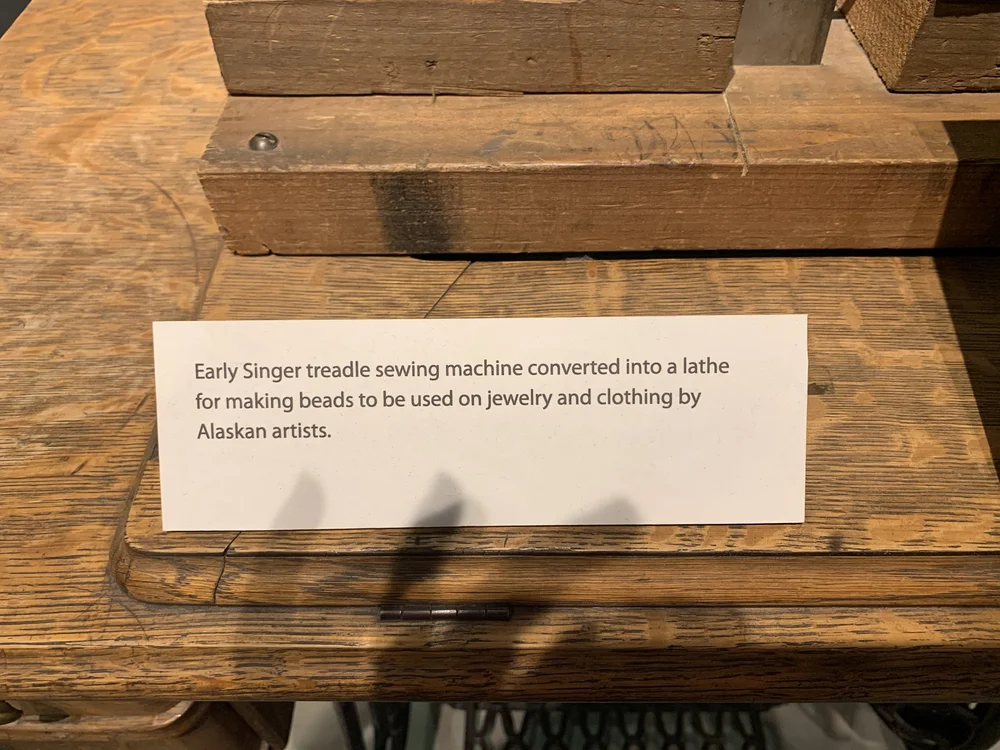 Early Singer treadle sewing machine converted into a lathe
for making beads to be used on jewelry and clothing by
Alaskan artists.